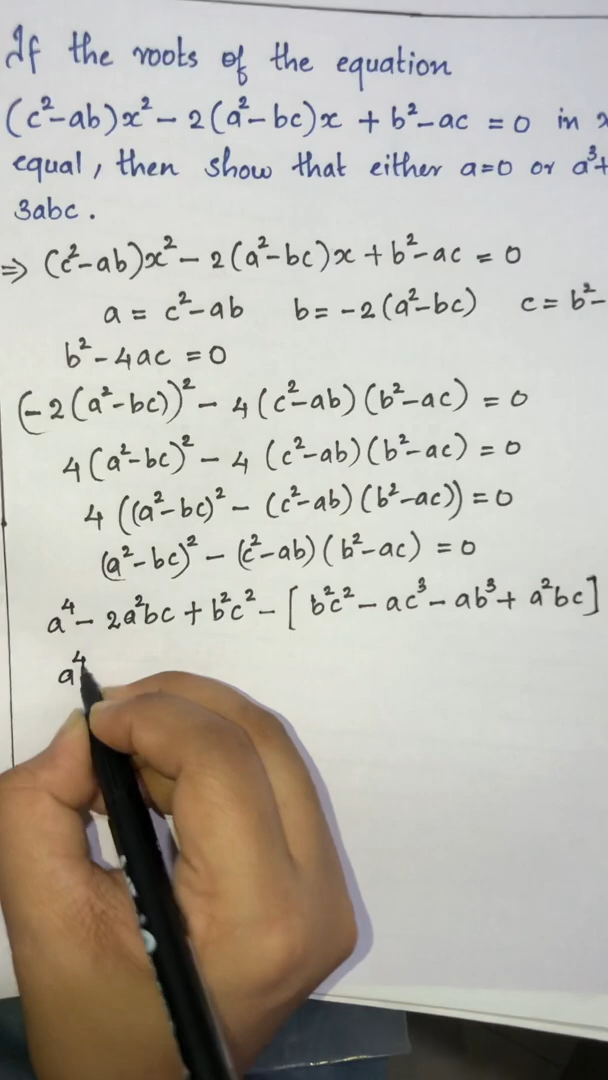 If the roots of the equation
(c²-ab)x² - 2(a²-bc)x + b²-ac = 0 in
equal, then show that either a=0 or a³+
3abc.
⇒ (c²-ab)x² - 2(a²-bc)x + b²-ac = 0
a = c²-ab b = -2(a²-bc) c = b²-
b²-4ac = 0
(-2(a²-bc))² - 4(c²-ab)(b²-ac) = 0
4(a²-bc)² - 4(c²-ab)(b²-ac) = 0
4((a²-bc)² - (c²-ab)(b²-ac)) = 0
(a²-bc)² - (c²-ab)(b²-ac) = 0
a⁴ - 2a²bc + b²c² - [b²c² - ac³ - ab³ + a²bc]
a⁴